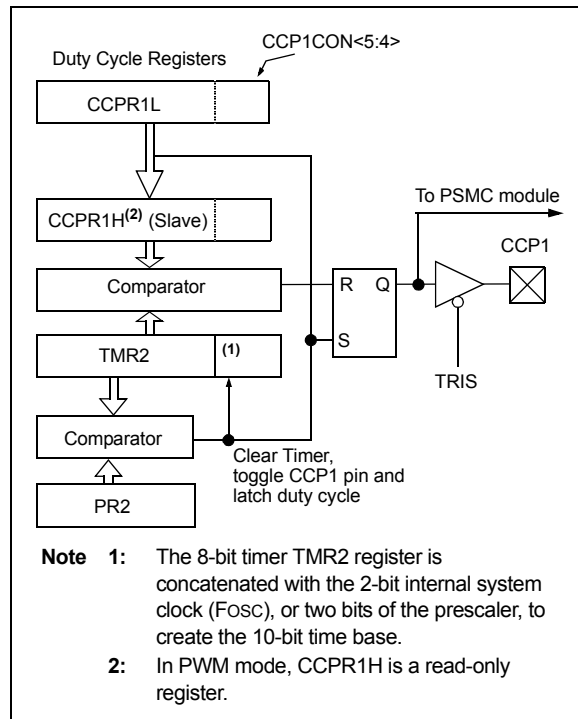 CCP1CON<5:4>
Duty Cycle Registers
CCPR1L
CCPR1H(2) (Slave)
Comparator
TMR2
(1)
Comparator
PR2
R
Q
S
To PSMC module
CCP1
TRIS
Clear Timer,
toggle CCP1 pin and
latch duty cycle
Note 1: The 8-bit timer TMR2 register is
concatenated with the 2-bit internal system
clock (FOSC), or two bits of the prescaler, to
create the 10-bit time base.
2: In PWM mode, CCPR1H is a read-only
register.